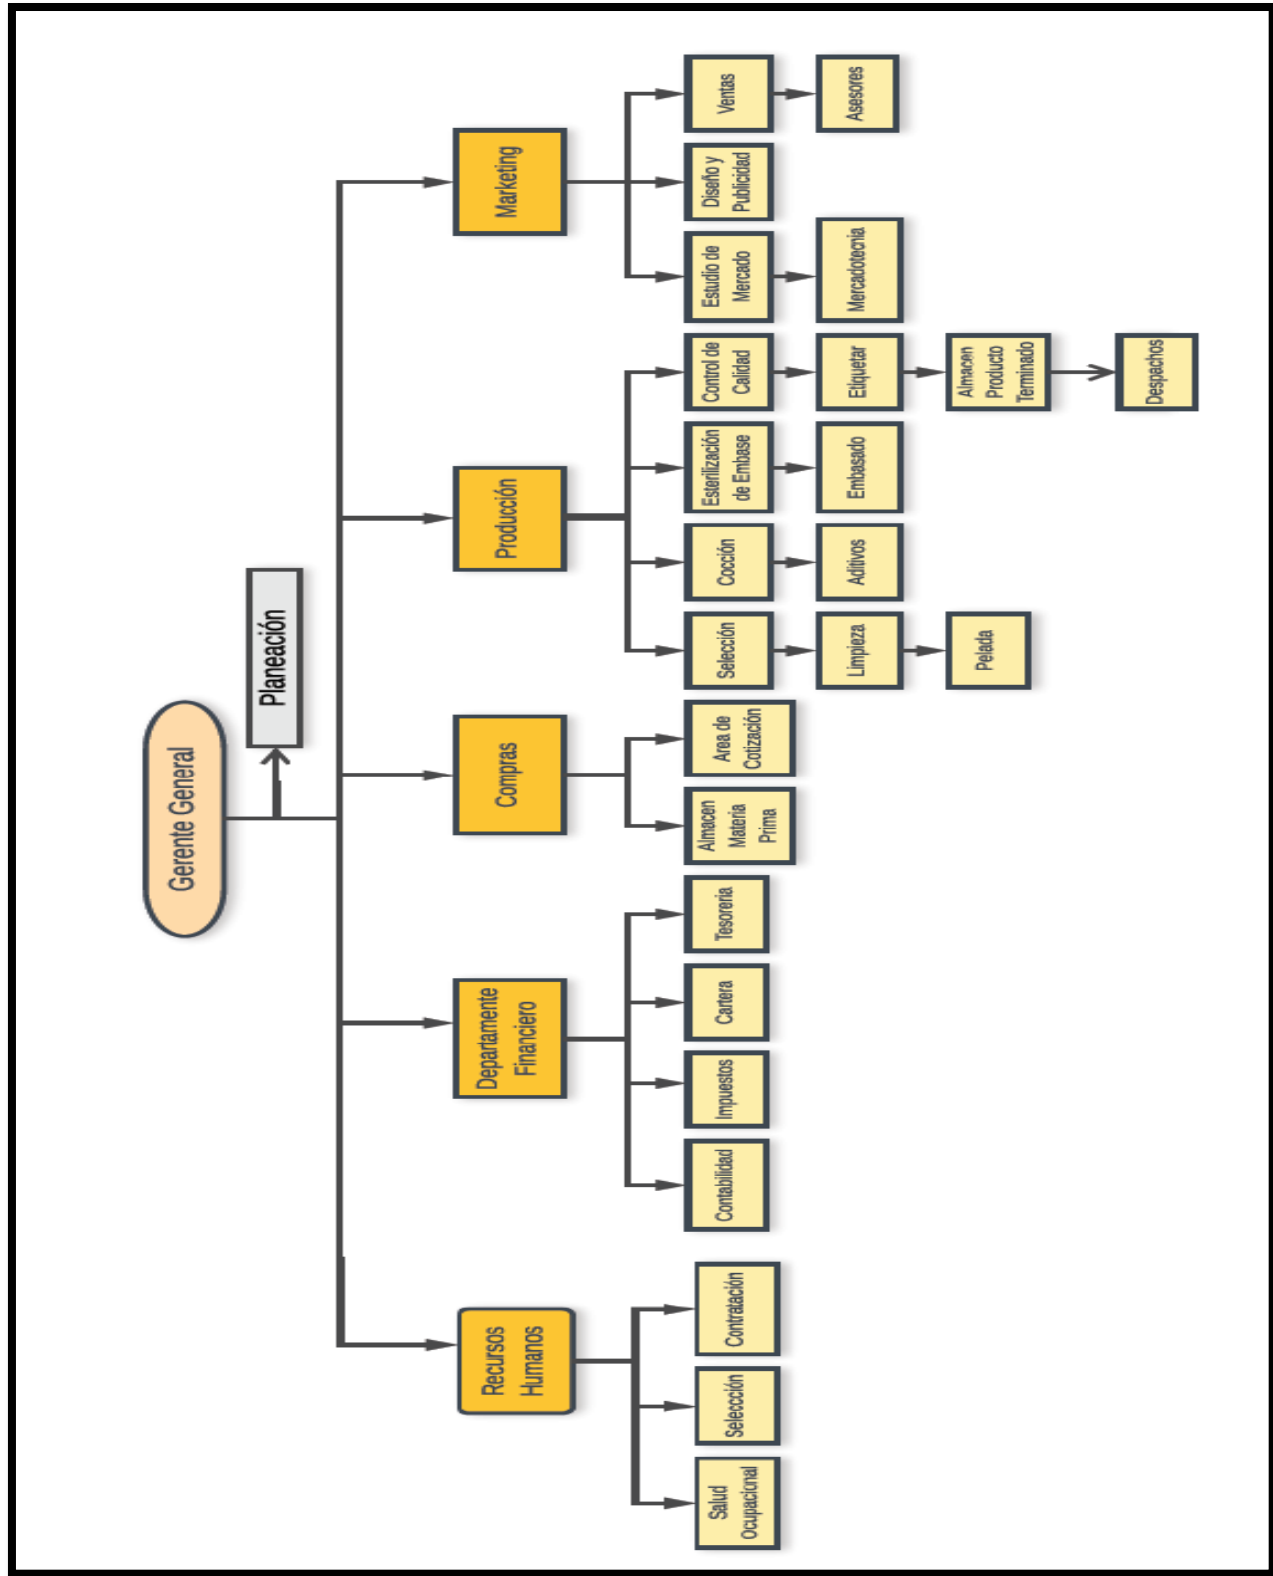 Gerente General
Planeación
Recursos
Humanos
Departamente
Financiero
Compras
Producción
Marketing
Salud
Ocupacional
Seleccción
Contratación
Contabilidad
Impuestos
Cartera
Tesoreria
Almacen
Materia
Prima
Area de
Cotización
Selección
Cocción
Esterilización
de Embase
Control de
Calidad
Estudio de
Mercado
Diseño y
Publicidad
Ventas
Limpieza
Aditivos
Embasado
Etiquetar
Mercadotecnia
Asesores
Pelada
Almacen
Producto
Terminado
Despachos